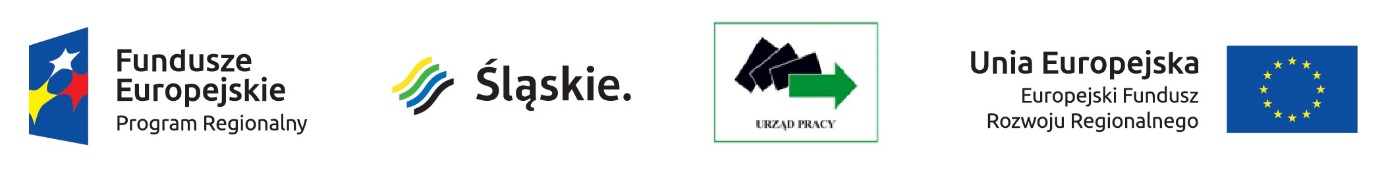 Fundusze
Europejskie
Program Regionalny
Śląskie.
URZĄD PRACY
Unia Europejska
Europejski Fundusz
Rozwoju Regionalnego